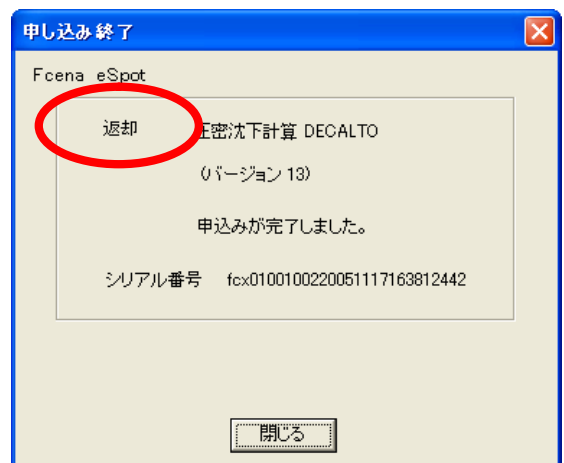 申し込み終了
Fcena eSpot
返却 圧密沈下計算 DECALTO
(バージョン 13)
申込みが完了しました。
シリアル番号 fcx0100100220051117163812442
閉じる